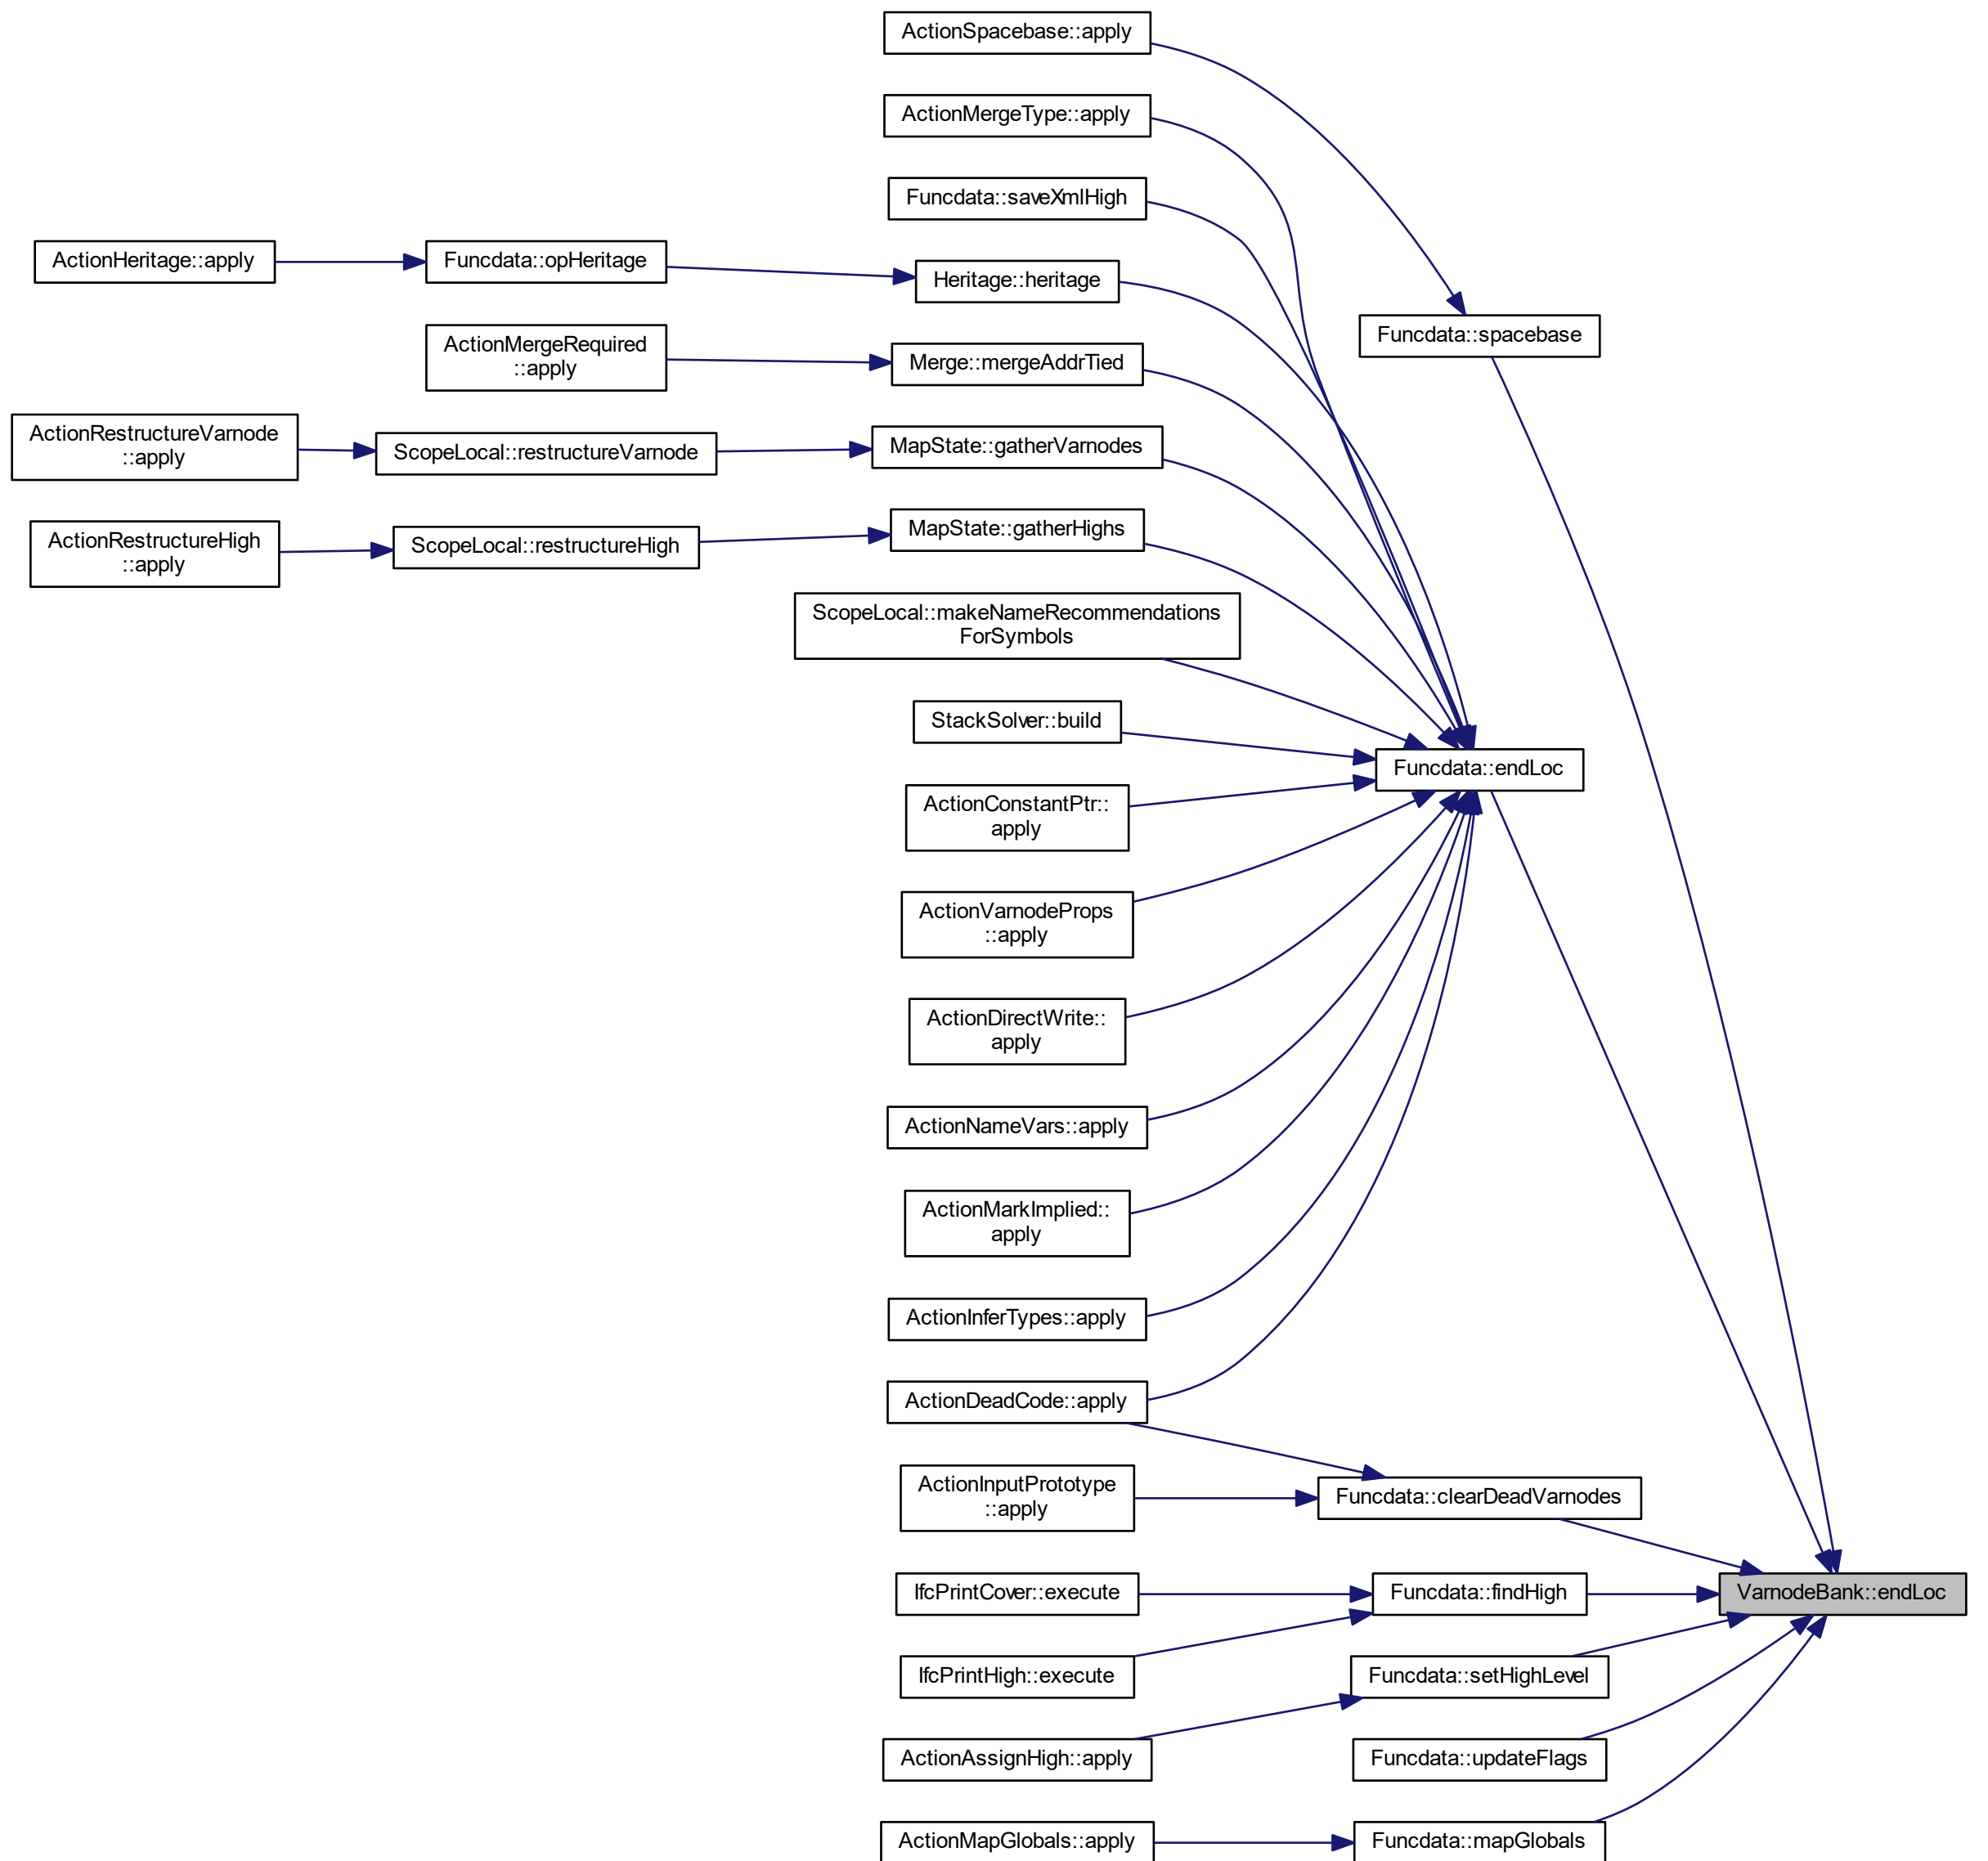 ActionSpacebase::apply
ActionMergeType::apply
Funcdata::saveXmlHigh
ActionHeritage::apply
Funcdata::opHeritage
Heritage::heritage
Funcdata::spacebase
ActionMergeRequired
::apply
Merge::mergeAddrTied
ActionRestructureVarnode
::apply
ScopeLocal::restructureVarnode
MapState::gatherVarnodes
ActionRestructureHigh
::apply
ScopeLocal::restructureHigh
MapState::gatherHighs
ScopeLocal::makeNameRecommendations
ForSymbols
StackSolver::build
Funcdata::endLoc
ActionConstantPtr::
apply
ActionVarnodeProps
::apply
ActionDirectWrite::
apply
ActionNameVars::apply
ActionMarkImplied::
apply
ActionInferTypes::apply
ActionDeadCode::apply
ActionInputPrototype
::apply
Funcdata::clearDeadVarnodes
IfcPrintCover::execute
Funcdata::findHigh
VarnodeBank::endLoc
IfcPrintHigh::execute
Funcdata::setHighLevel
ActionAssignHigh::apply
Funcdata::updateFlags
ActionMapGlobals::apply
Funcdata::mapGlobals